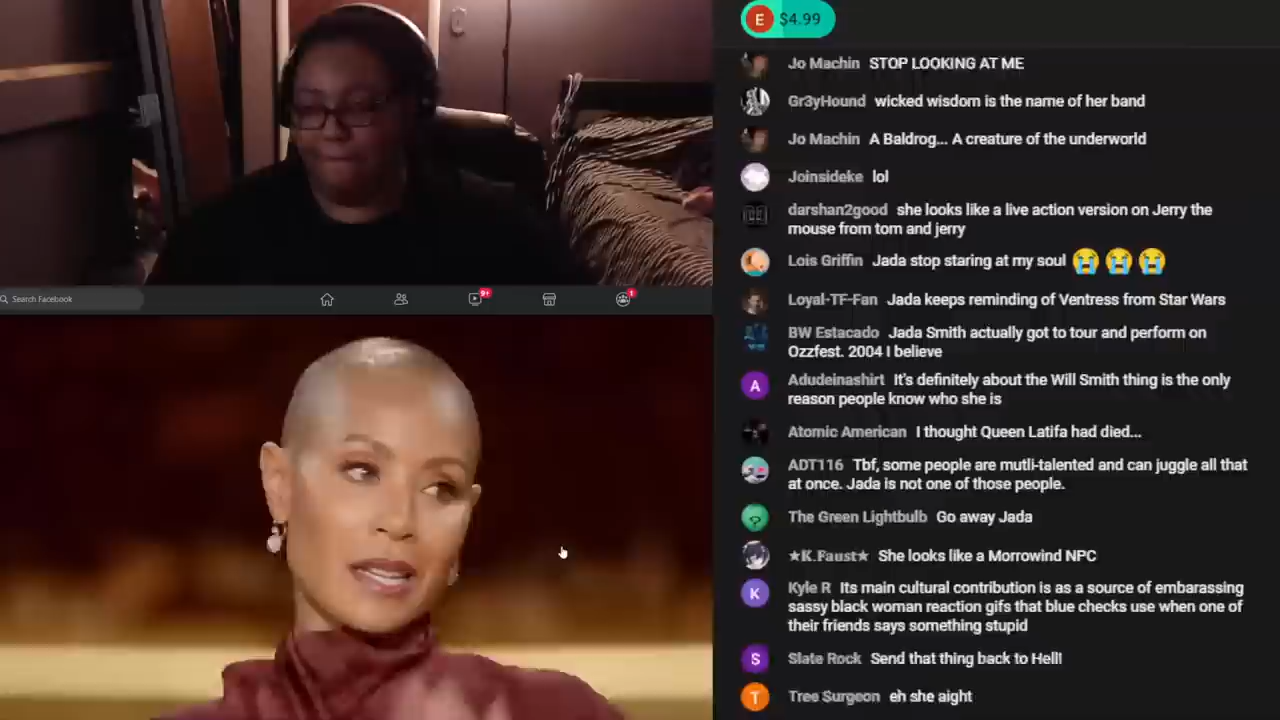 E $4.99
Jo Machin STOP LOOKING AT ME
Gr3yHound wicked wisdom is the name of her band
Jo Machin A Baldrog... A creature of the underworld
Joinsideke lol
darshan2good she looks like a live action version on Jerry the
mouse from tom and jerry
Lois Griffin Jada stop staring at my soul 😭 😭 😭
Loyal-TF-Fan Jada keeps reminding of Ventress from Star Wars
BW Estacado Jada Smith actually got to tour and perform on
Ozzfest. 2004 I believe
A Adudeinashirt It's definitely about the Will Smith thing is the only
reason people know who she is
Atomic American I thought Queen Latifa had died...
ADT116 Tbf, some people are mutli-talented and can juggle all that
at once. Jada is not one of those people.
The Green Lightbulb Go away Jada
★K.Faust★ She looks like a Morrowind NPC
K Kyle R Its main cultural contribution is as a source of embarassing
sassy black woman reaction gifs that blue checks use when one of
their friends says something stupid
S Slate Rock Send that thing back to Hell!
T Tree Surgeon eh she aight
Search Facebook
9+
1